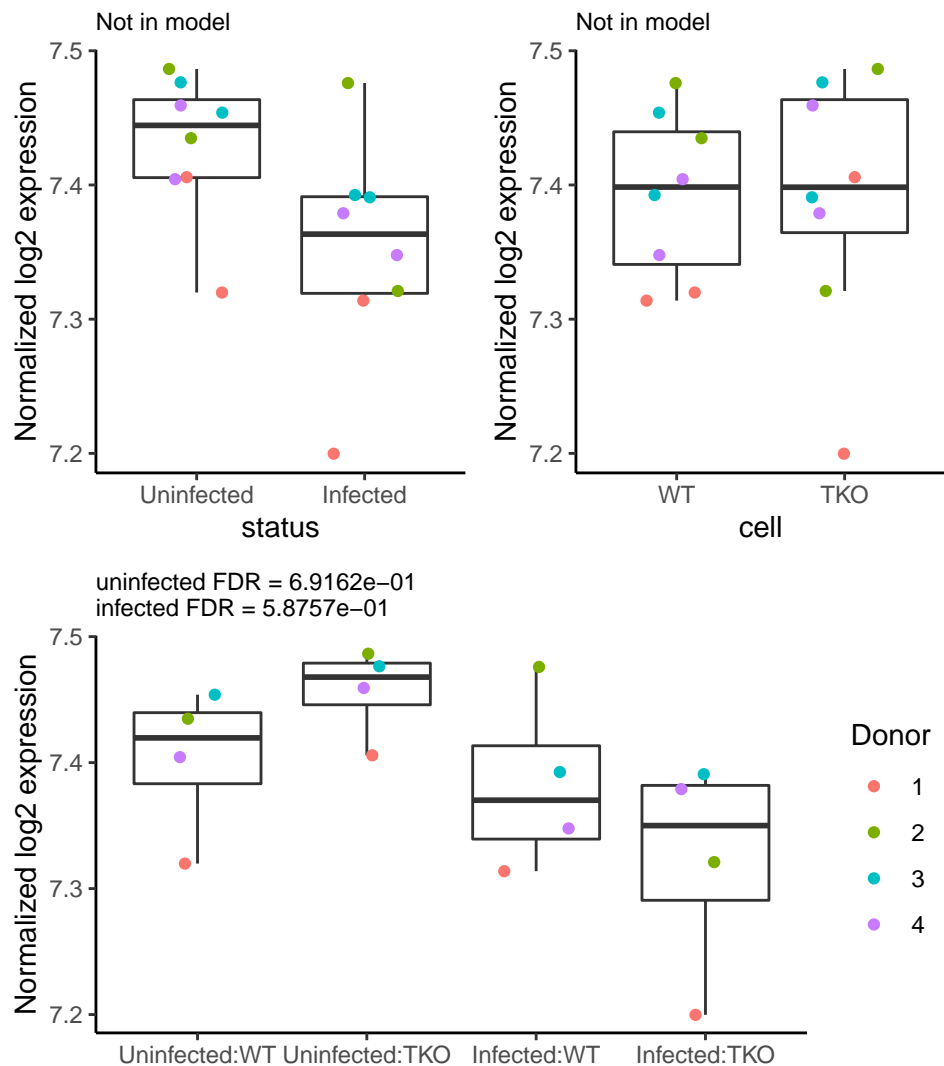 Not in model
Normalized log2 expression
7.5
7.4
7.3
7.2
Uninfected
Infected
status
Not in model
Normalized log2 expression
7.5
7.4
7.3
7.2
WT
TKO
cell
uninfected FDR = 6.9162e−01
infected FDR = 5.8757e−01
Normalized log2 expression
7.5
7.4
7.3
7.2
Uninfected:WT
Uninfected:TKO
Infected:WT
Infected:TKO
Donor
1
2
3
4